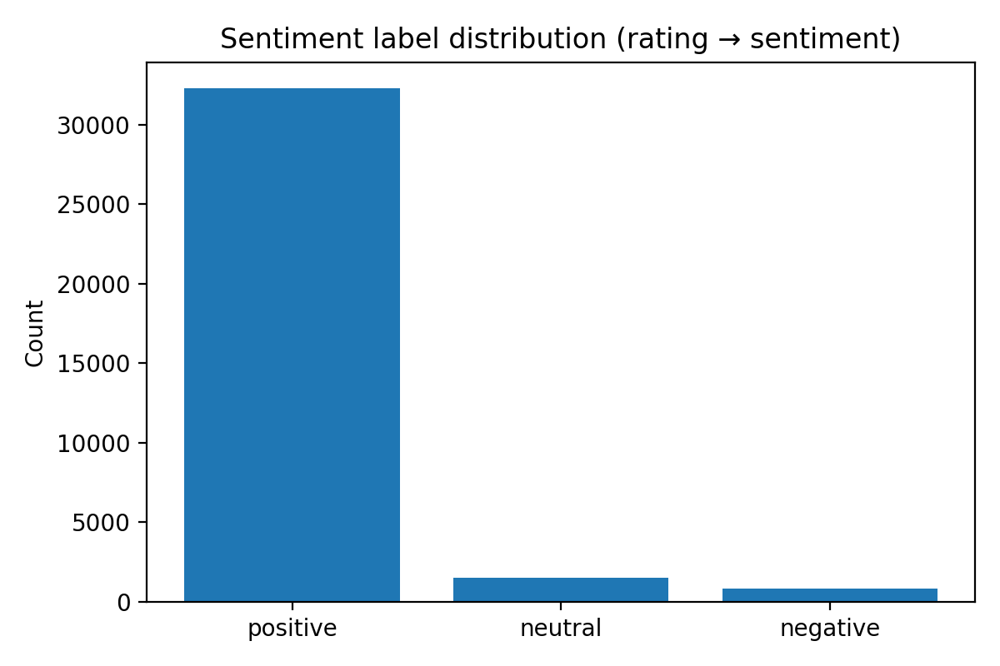 Sentiment label distribution (rating → sentiment)
Count
30000
25000
20000
15000
10000
5000
0
positive neutral negative